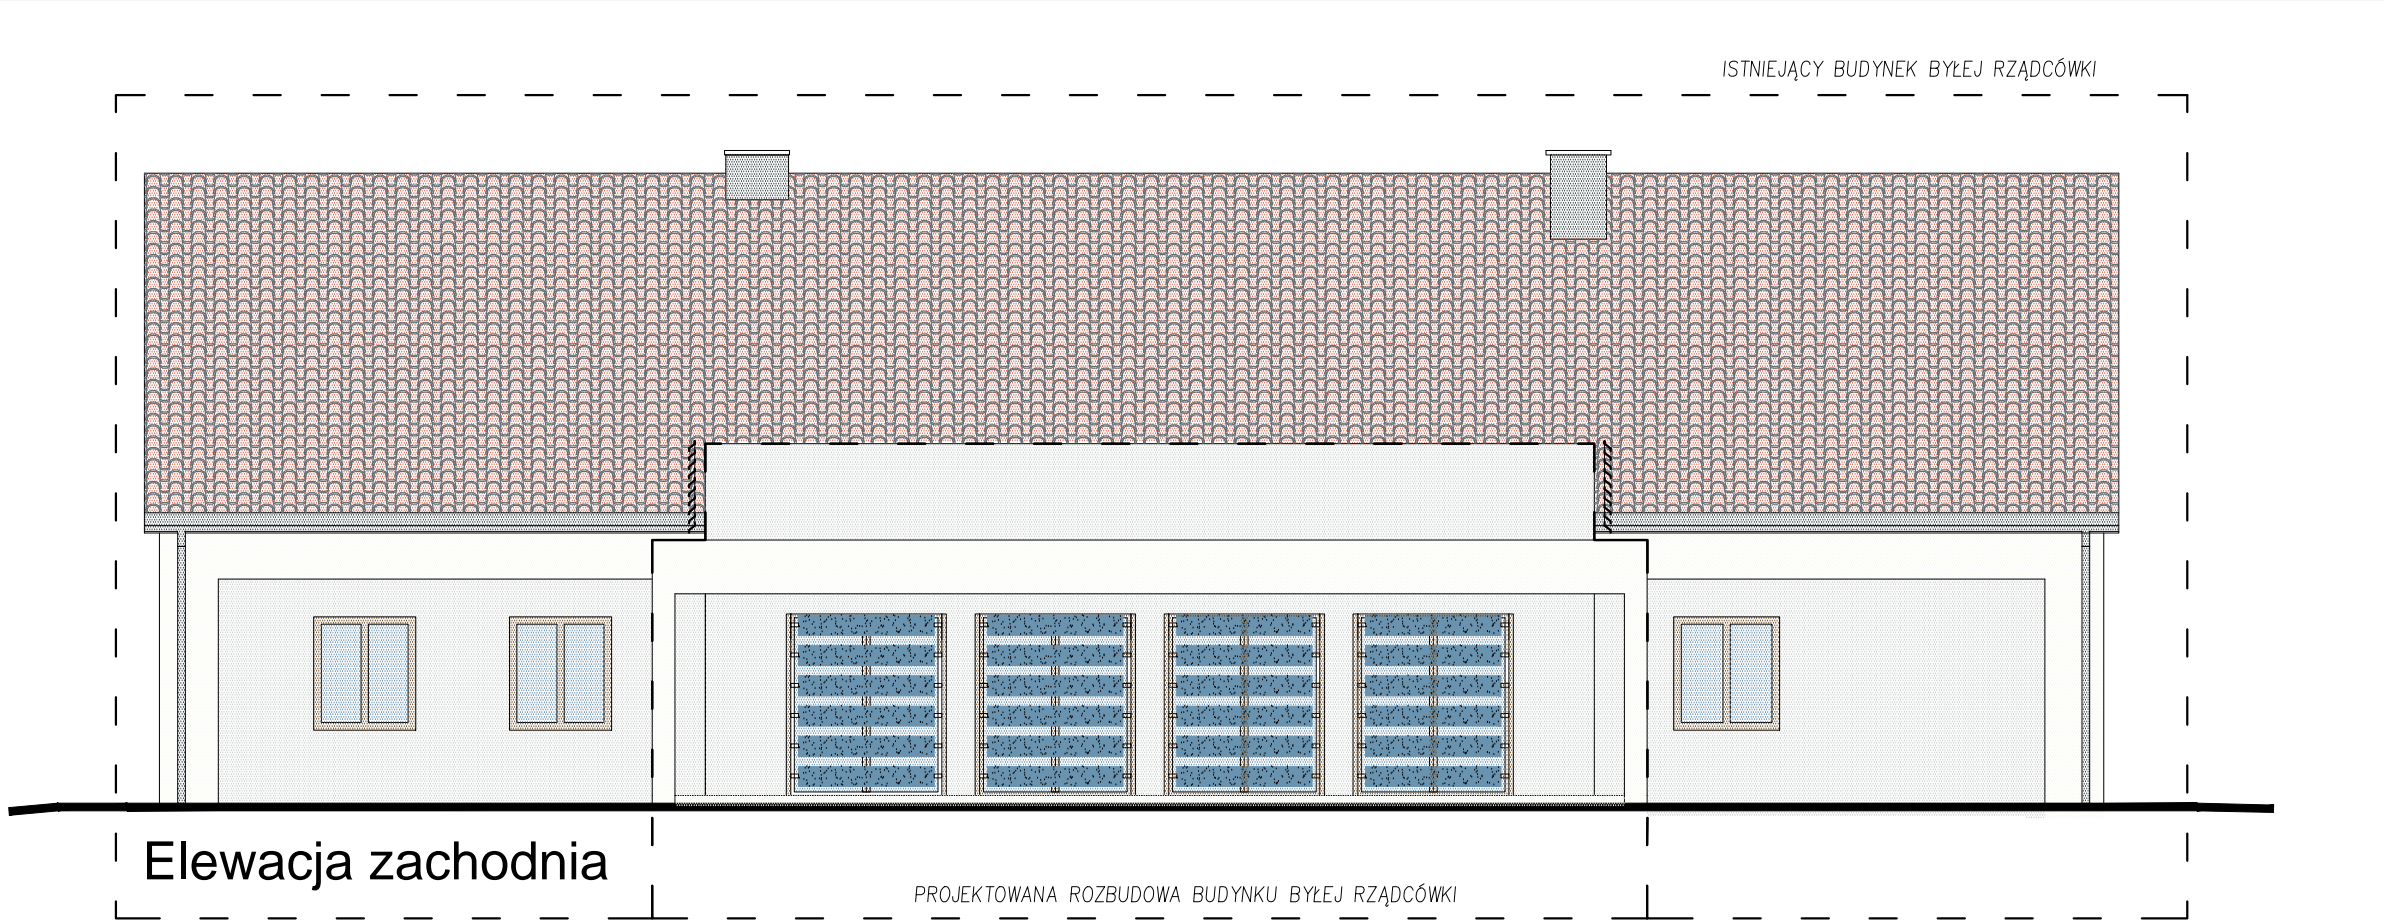 ISTNIEJĄCY BUDYNEK BYŁEJ RZĄDCÓWKI
Elewacja zachodnia
PROJEKTOWANA ROZBUDOWA BUDYNKU BYŁEJ RZĄDCÓWKI